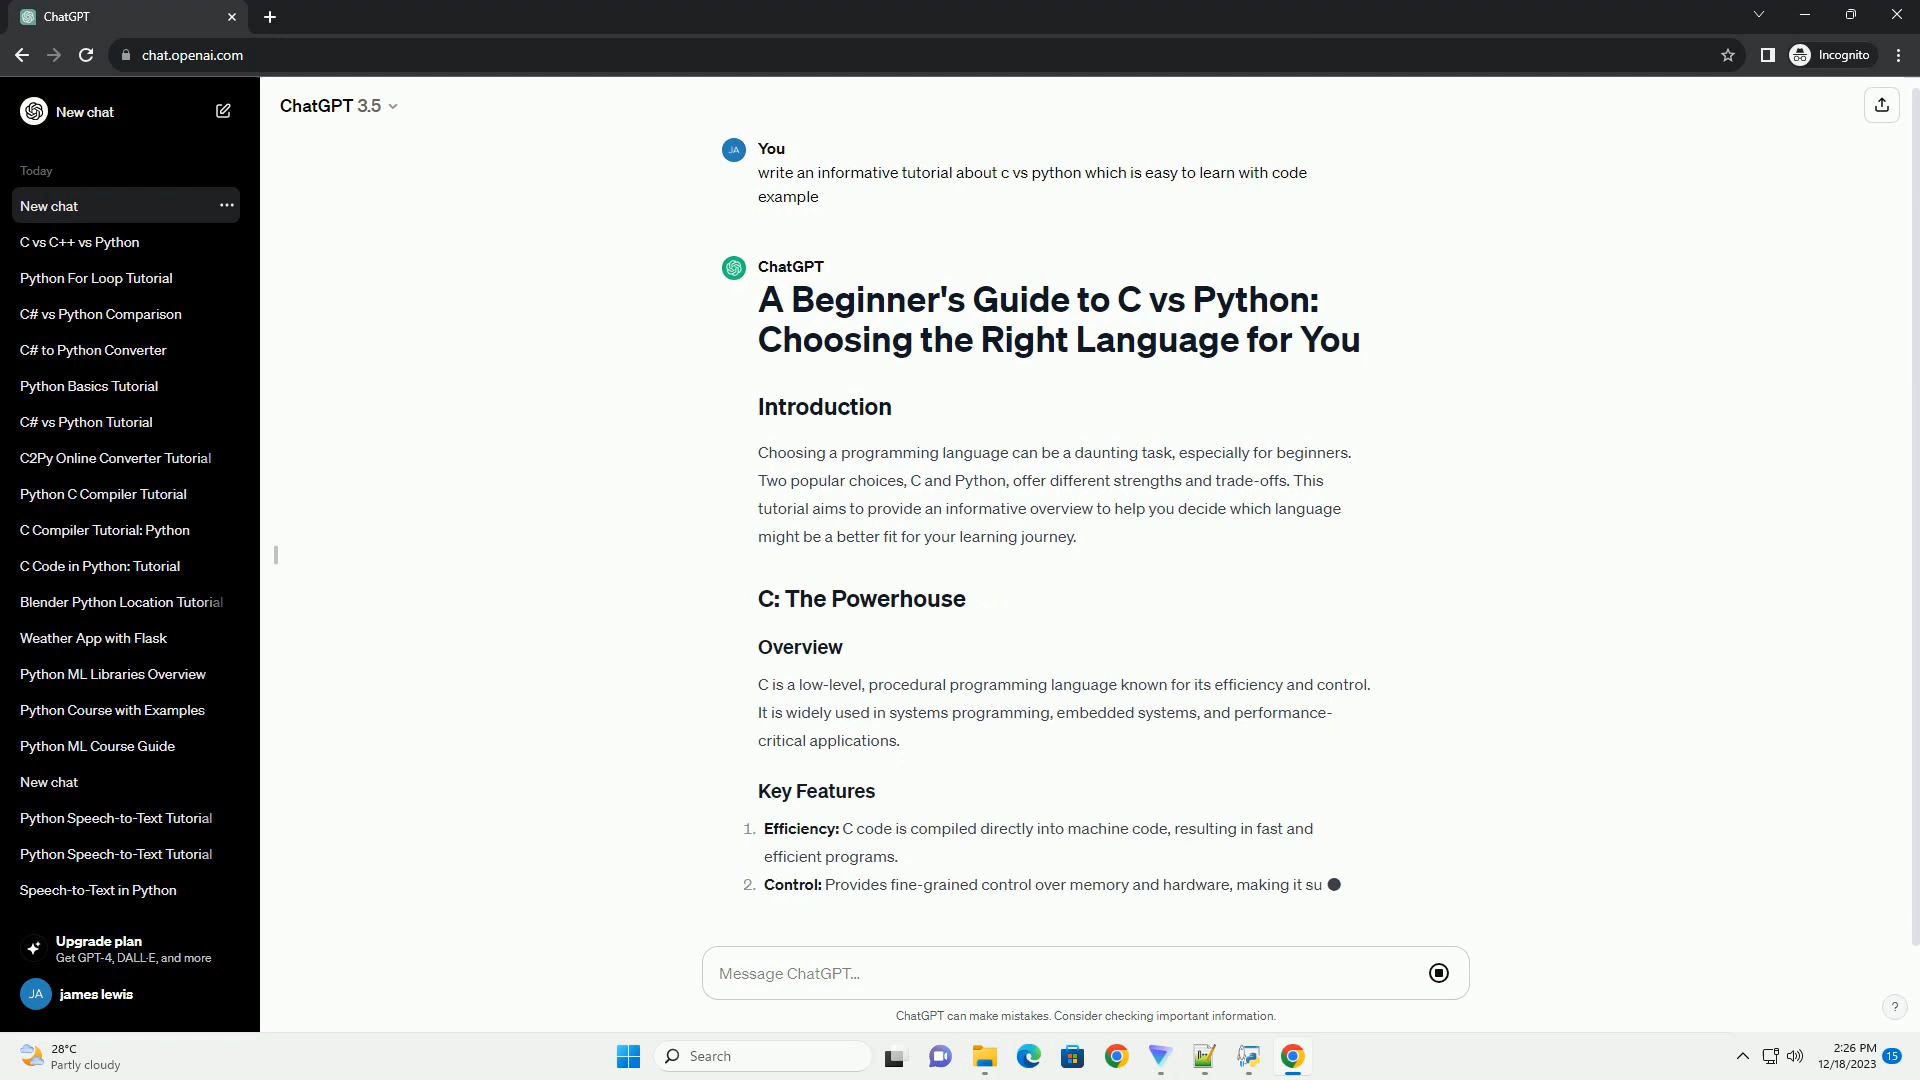 ChatGPT
chat.openai.com
Incognito
New chat
Today
New chat
C vs C++ vs Python
Python For Loop Tutorial
C# vs Python Comparison
C# to Python Converter
Python Basics Tutorial
C# vs Python Tutorial
C2Py Online Converter Tutorial
Python C Compiler Tutorial
C Compiler Tutorial: Python
C Code in Python: Tutorial
Blender Python Location Tutorial
Weather App with Flask
Python ML Libraries Overview
Python Course with Examples
Python ML Course Guide
New chat
Python Speech-to-Text Tutorial
Python Speech-to-Text Tutorial
Speech-to-Text in Python
Upgrade plan
Get GPT-4, DALL·E, and more
JA james lewis
ChatGPT 3.5
JA You
write an informative tutorial about c vs python which is easy to learn with code
example
ChatGPT
A Beginner's Guide to C vs Python:
Choosing the Right Language for You
Introduction
Choosing a programming language can be a daunting task, especially for beginners.
Two popular choices, C and Python, offer different strengths and trade-offs. This
tutorial aims to provide an informative overview to help you decide which language
might be a better fit for your learning journey.
C: The Powerhouse
Overview
C is a low-level, procedural programming language known for its efficiency and control.
It is widely used in systems programming, embedded systems, and performance-
critical applications.
Key Features
1. Efficiency: C code is compiled directly into machine code, resulting in fast and
efficient programs.
2. Control: Provides fine-grained control over memory and hardware, making it su
Message ChatGPT...
ChatGPT can make mistakes. Consider checking important information.
?
28°C
Partly cloudy
Search
2:26 PM
12/18/2023
15